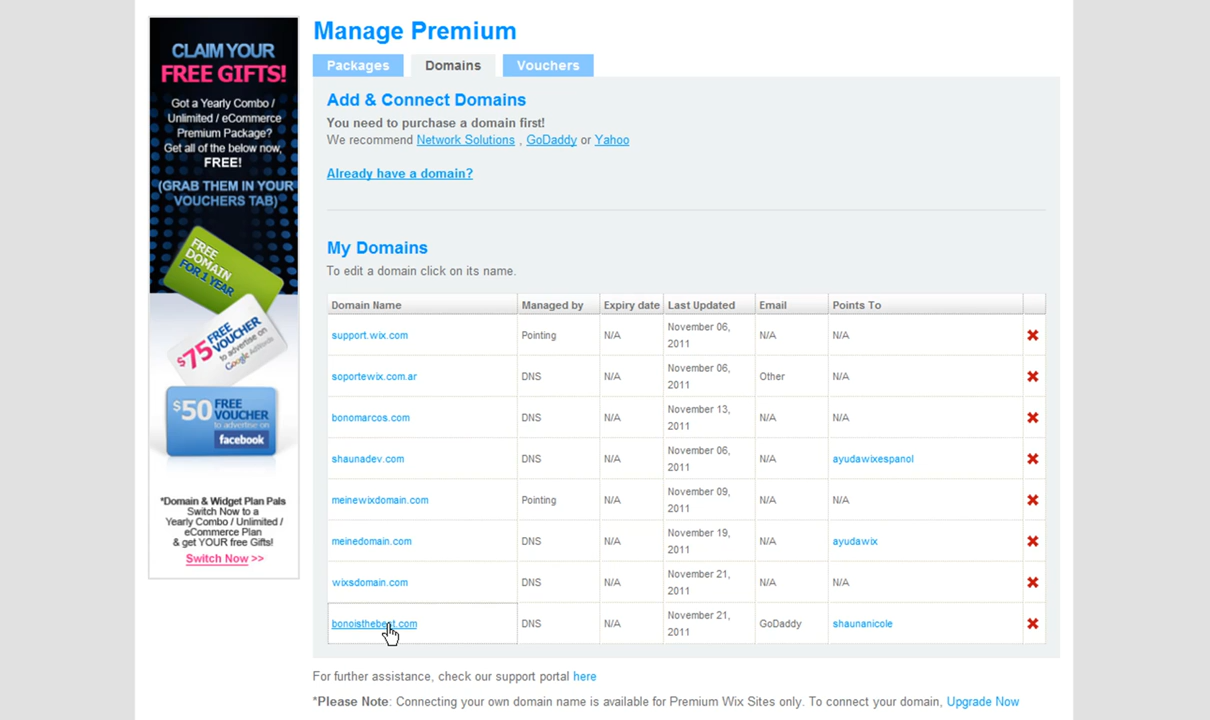 CLAIM YOUR
FREE GIFTS!
Got a Yearly Combo /
Unlimited / eCommerce
Premium Package?
Get all of the below now,
FREE!
(GRAB THEM IN YOUR
VOUCHERS TAB)
FREE
DOMAIN
FOR 1 YEAR
$75 FREE
VOUCHER
to advertise on
Google AdWords
$50 FREE
VOUCHER
to advertise on
facebook
*Domain & Widget Plan Pals
Switch Now to a
Yearly Combo / Unlimited /
eCommerce Plan
& get YOUR free Gifts!
Switch Now >>
Manage Premium
Packages Domains Vouchers
Add & Connect Domains
You need to purchase a domain first!
We recommend Network Solutions , GoDaddy or Yahoo
Already have a domain?
My Domains
To edit a domain click on its name.
Domain Name Managed by Expiry date Last Updated Email Points To
support.wix.com Pointing N/A November 06, 2011 N/A N/A
soportewix.com.ar DNS N/A November 06, 2011 Other N/A
bonomarcos.com DNS N/A November 13, 2011 N/A N/A
shaunadev.com DNS N/A November 06, 2011 N/A ayudawixespanol
meinewixdomain.com Pointing N/A November 09, 2011 N/A N/A
meinedomain.com DNS N/A November 19, 2011 N/A ayudawix
wixsdomain.com DNS N/A November 21, 2011 N/A N/A
bonoisthebest.com DNS N/A November 21, 2011 GoDaddy shaunanicole
For further assistance, check our support portal here
*Please Note: Connecting your own domain name is available for Premium Wix Sites only. To connect your domain, Upgrade Now